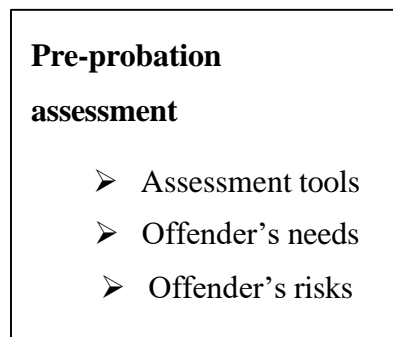 Pre-probation
assessment
➢ Assessment tools
➢ Offender’s needs
➢ Offender’s risks